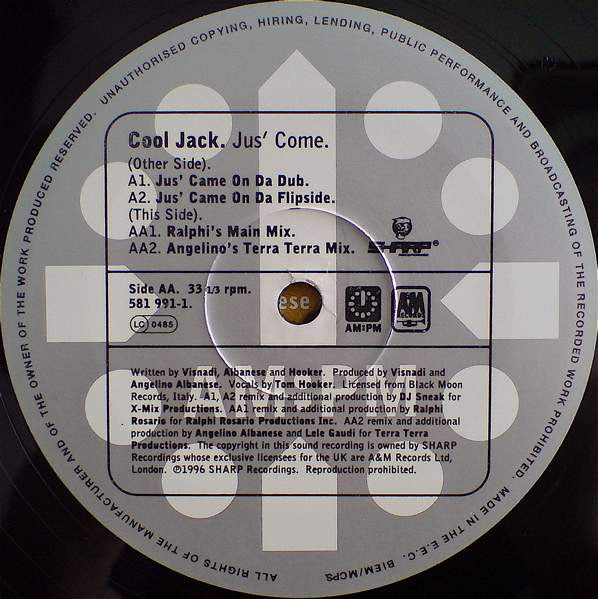 UNAUTHORISED COPYING, HIRING, LENDING, PUBLIC PERFORMANCE AND BROADCASTING OF THE RECORDED WORK PROHIBITED. MADE IN THE E.E.C. BIEM/MCPS
ALL RIGHTS OF THE MANUFACTURER AND OF THE OWNER OF THE WORK PRODUCED RESERVED.
Cool Jack. Jus' Come.
(Other Side).
A1. Jus' Came On Da Dub.
A2. Jus' Came On Da Flipside.
(This Side).
AA1. Ralphi's Main Mix.
AA2. Angelino's Terra Terra Mix.
SHARP
Side AA. 33 1/3 rpm.
581 991-1.
LC 0485
ese
AM:PM
A&M
RECORDS
Written by Visnadi, Albanese and Hooker. Produced by Visnadi and
Angelino Albanese. Vocals by Tom Hooker. Licensed from Black Moon
Records, Italy. A1, A2 remix and additional production by DJ Sneak for
X-Mix Productions. AA1 remix and additional production by Ralphi
Rosario for Ralphi Rosario Productions Inc. AA2 remix and additional
production by Angelino Albanese and Lele Gaudi for Terra Terra
Productions. The copyright in this sound recording is owned by SHARP
Recordings whose exclusive licensees for the UK are A&M Records Ltd,
London. ℗1996 SHARP Recordings. Reproduction prohibited.